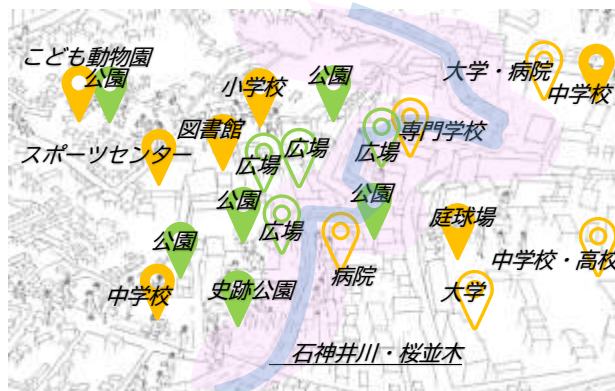 こども動物園
公園
小学校
公園
大学・病院
中学校
図書館
専門学校
スポーツセンター
広場
広場
広場
公園
公園
庭球場
公園
広場
中学校・高校
病院
中学校
史跡公園
大学
石神井川・桜並木